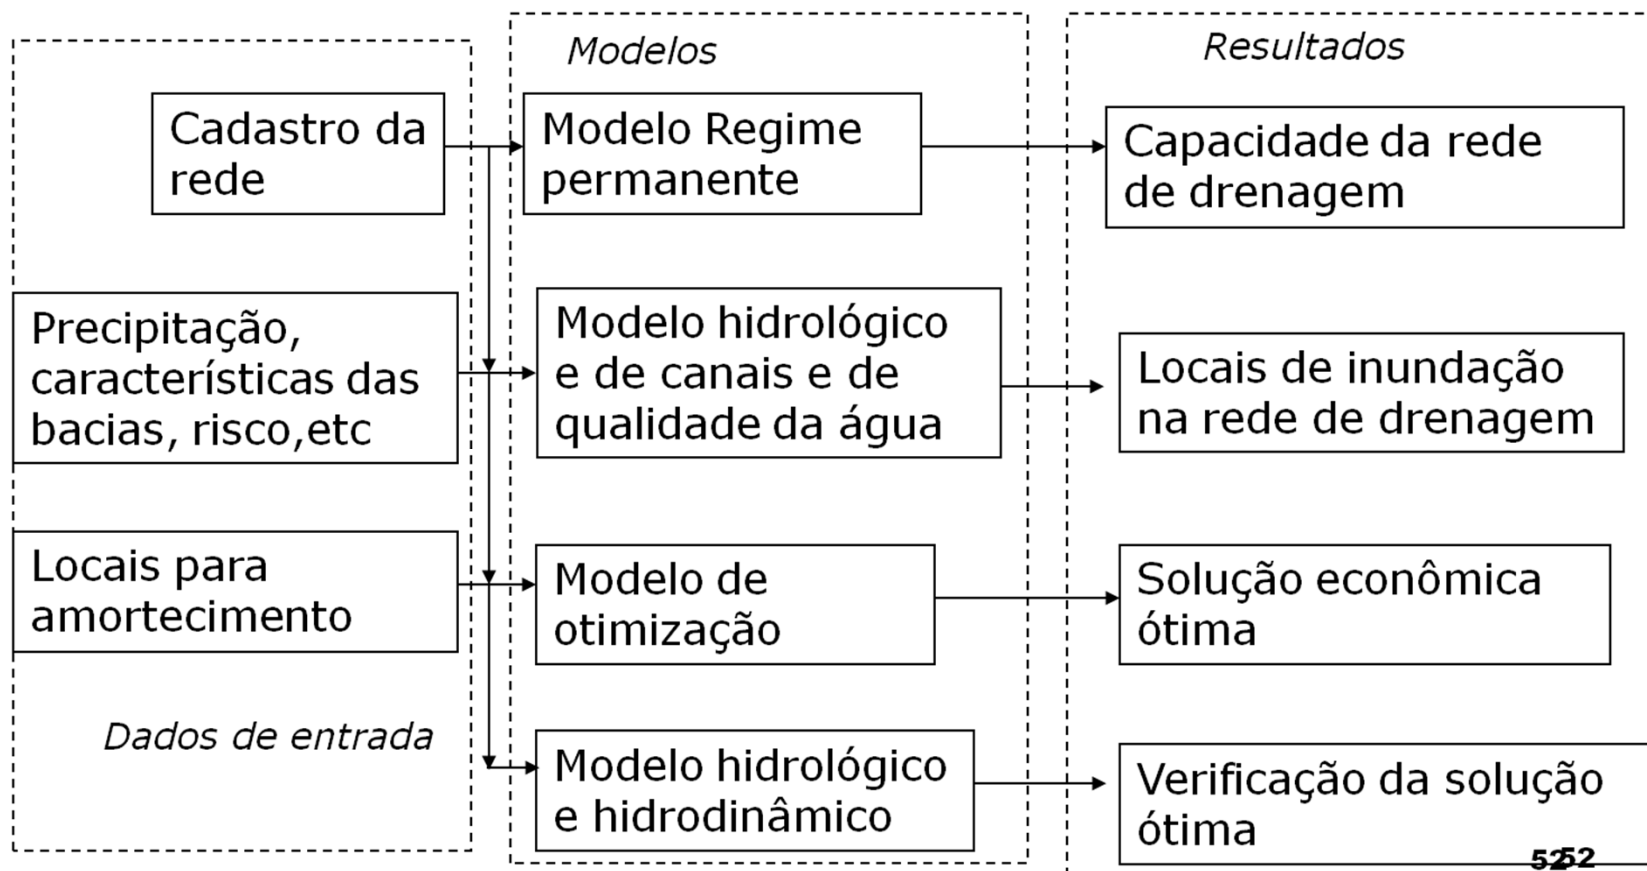 Modelos
Resultados
Cadastro da
rede
Modelo Regime
permanente
Capacidade da rede
de drenagem
Precipitação,
características das
bacias, risco,etc
Modelo hidrológico
e de canais e de
qualidade da água
Locais de inundação
na rede de drenagem
Locais para
amortecimento
Modelo de
otimização
Solução econômica
ótima
Dados de entrada
Modelo hidrológico
e hidrodinâmico
Verificação da solução
ótima
5252